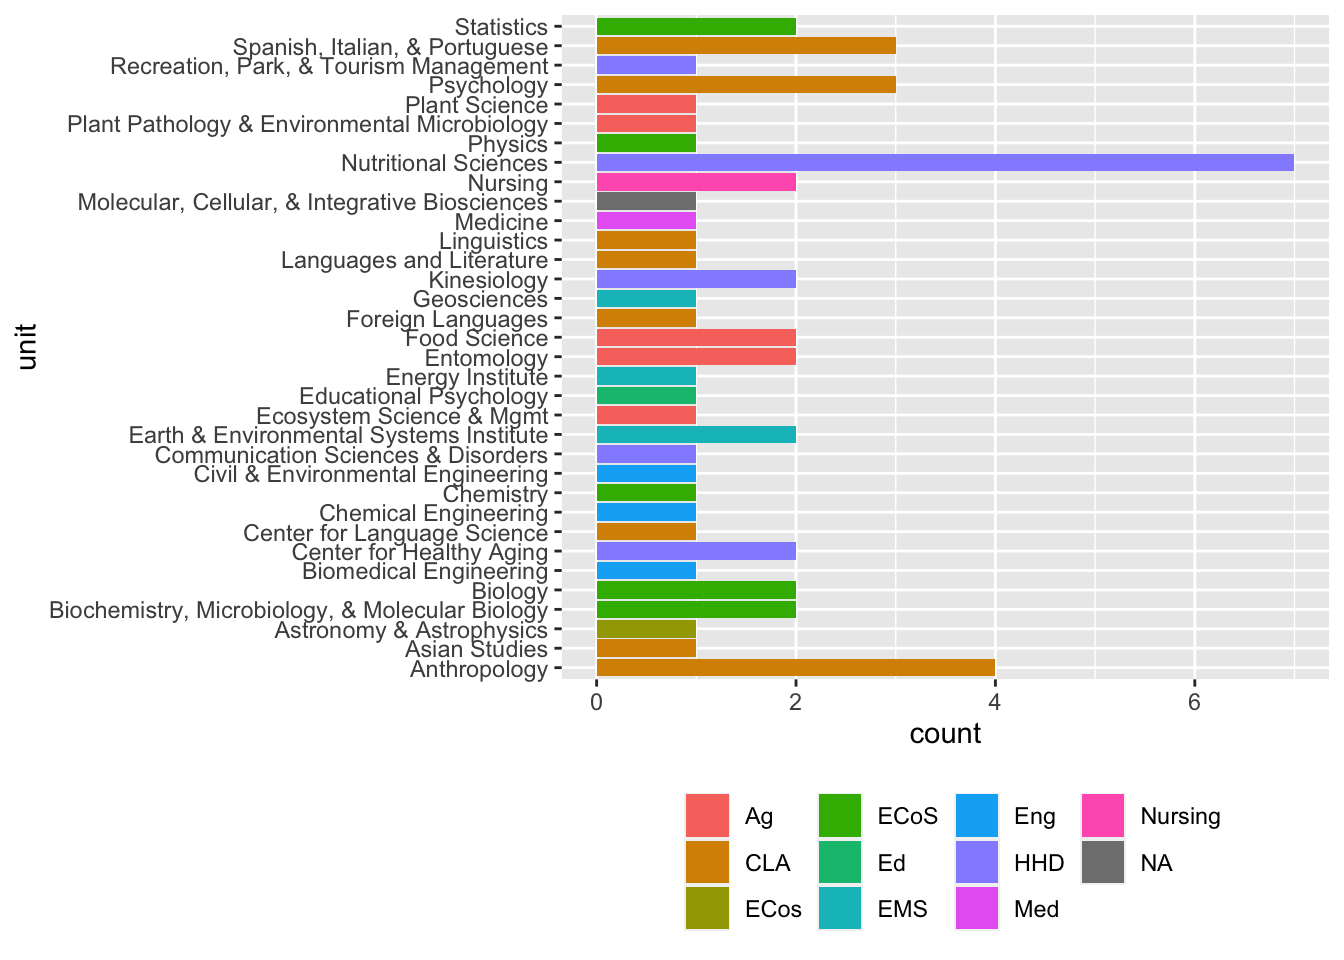 Statistics
Spanish, Italian, & Portuguese
Recreation, Park, & Tourism Management
Psychology
Plant Science
Plant Pathology & Environmental Microbiology
Physics
Nutritional Sciences
Nursing
Molecular, Cellular, & Integrative Biosciences
Medicine
Linguistics
Languages and Literature
Kinesiology
Geosciences
Foreign Languages
Food Science
Entomology
Energy Institute
Educational Psychology
Ecosystem Science & Mgmt
Earth & Environmental Systems Institute
Communication Sciences & Disorders
Civil & Environmental Engineering
Chemistry
Chemical Engineering
Center for Language Science
Center for Healthy Aging
Biomedical Engineering
Biology
Biochemistry, Microbiology, & Molecular Biology
Astronomy & Astrophysics
Asian Studies
Anthropology
unit
0 2 4 6
count
Ag ECoS Eng Nursing
CLA Ed HHD NA
ECos EMS Med